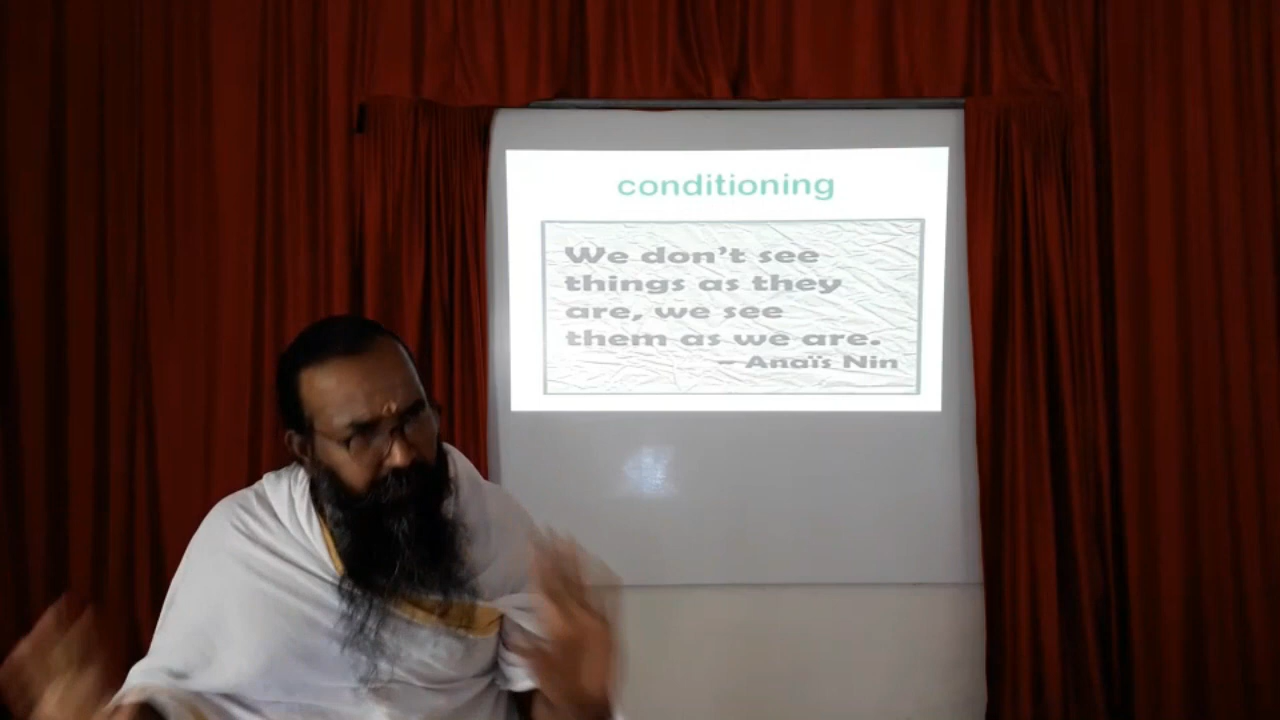 conditioning
We don't see
things as they
are, we see
them as we are.
– Anaïs Nin